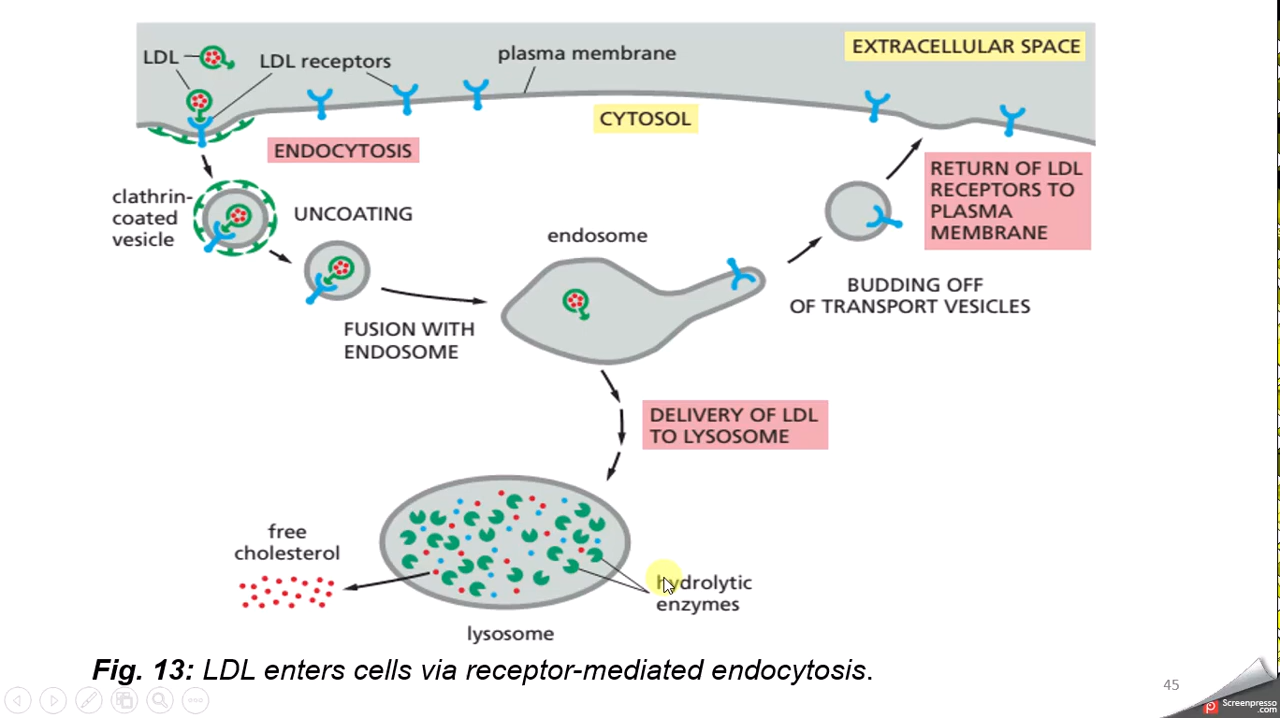 LDL
LDL receptors
plasma membrane
EXTRACELLULAR SPACE
CYTOSOL
ENDOCYTOSIS
RETURN OF LDL
RECEPTORS TO
PLASMA
MEMBRANE
clathrin-
coated
vesicle
UNCOATING
endosome
BUDDING OFF
OF TRANSPORT VESICLES
FUSION WITH
ENDOSOME
DELIVERY OF LDL
TO LYSOSOME
free
cholesterol
hydrolytic
enzymes
lysosome
Fig. 13: LDL enters cells via receptor-mediated endocytosis.
45
Screenpresso
.com